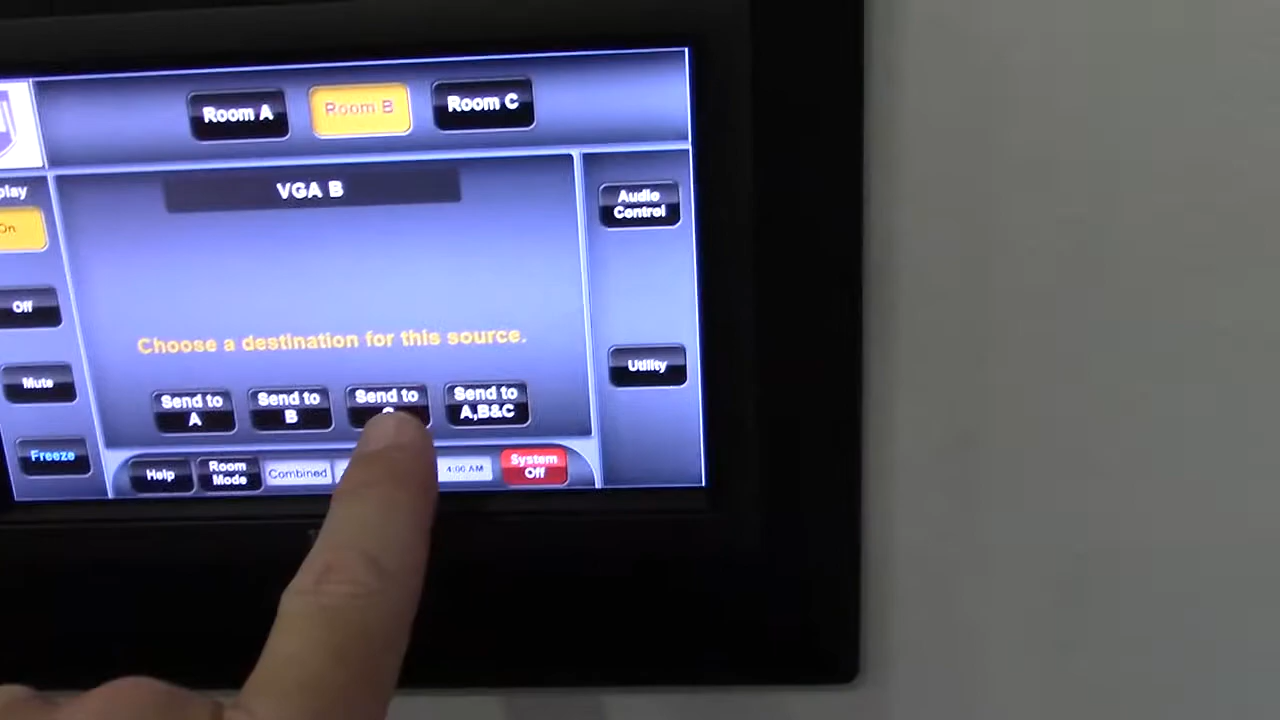 Room A
Room B
Room C
play
On
Off
Mute
Freeze
VGA B
Audio
Control
Utility
Choose a destination for this source.
Send to
A
Send to
B
Send to
Send to
A,B&C
Help
Room
Mode
Combined
4:00 AM
System
Off